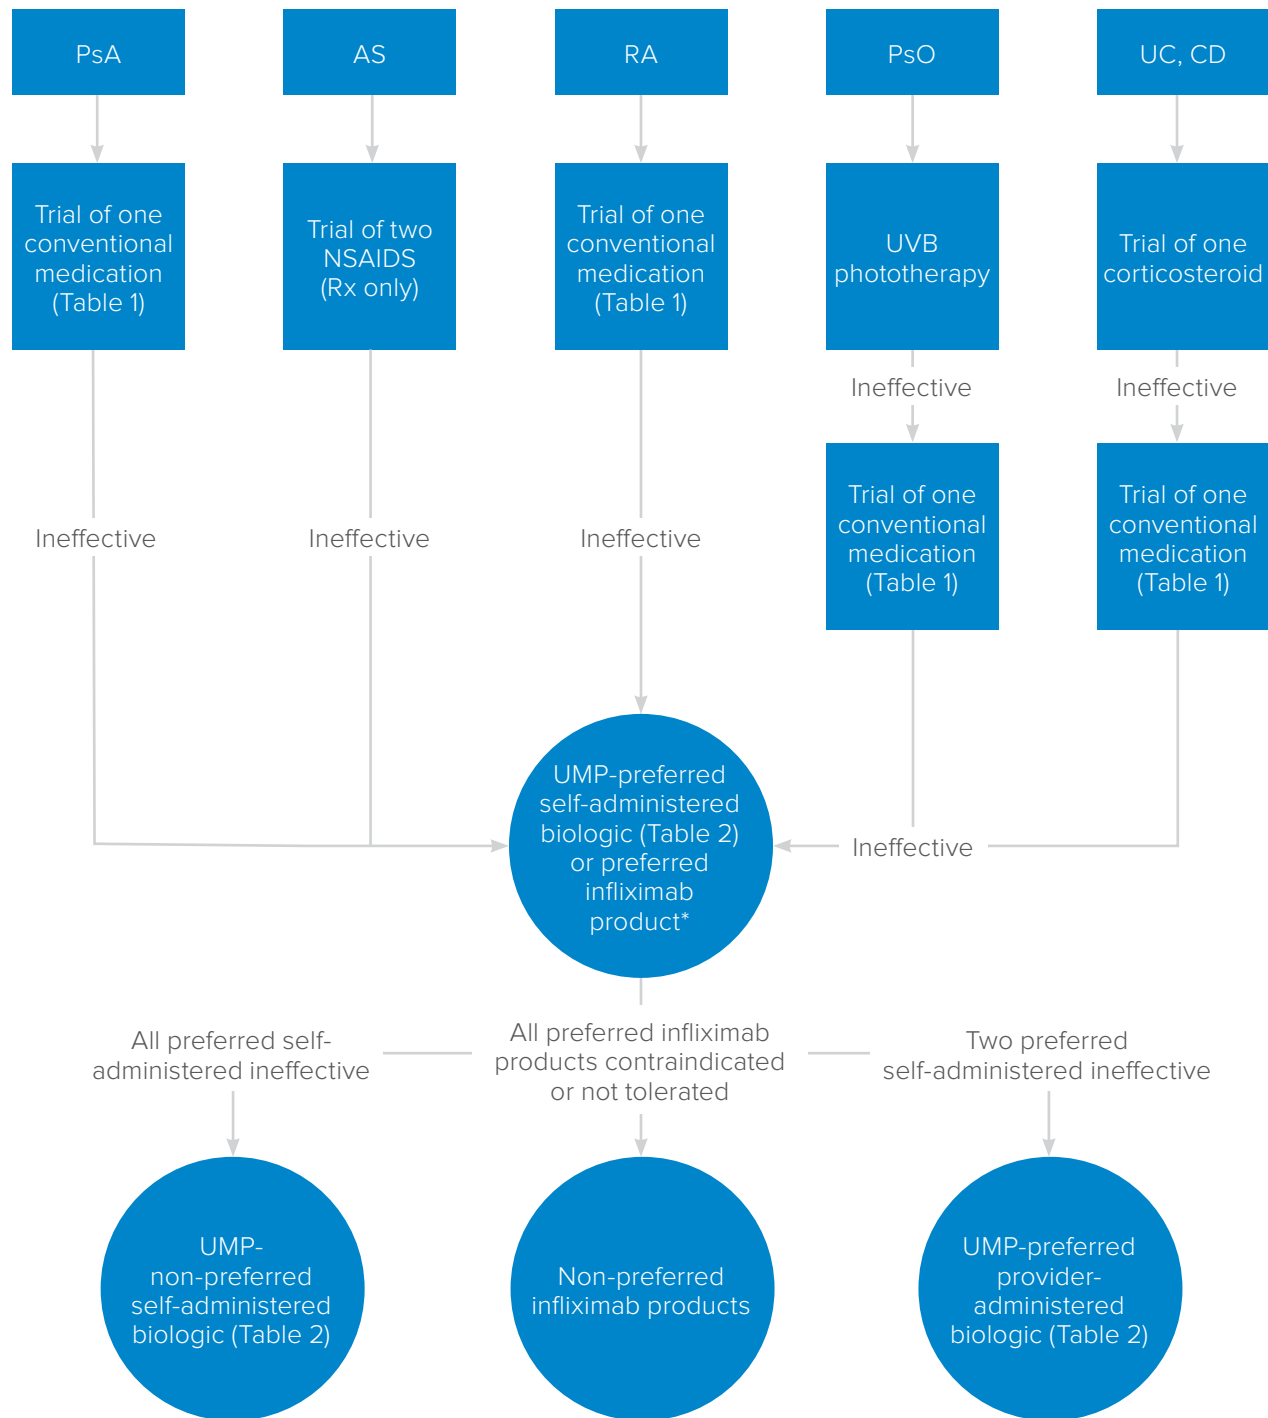 PsA
AS
RA
PsO
UC, CD
Trial of one
conventional
medication
(Table 1)
Trial of two
NSAIDS
(Rx only)
Trial of one
conventional
medication
(Table 1)
UVB
phototherapy
Trial of one
corticosteroid
Ineffective
Ineffective
Trial of one
conventional
medication
(Table 1)
Trial of one
conventional
medication
(Table 1)
Ineffective
Ineffective
Ineffective
UMP-preferred
self-administered
biologic (Table 2)
or preferred
infliximab
product*
Ineffective
All preferred self-
administered ineffective
All preferred infliximab
products contraindicated
or not tolerated
Two preferred
self-administered ineffective
UMP-
non-preferred
self-administered
biologic (Table 2)
Non-preferred
infliximab products
UMP-preferred
provider-
administered
biologic (Table 2)